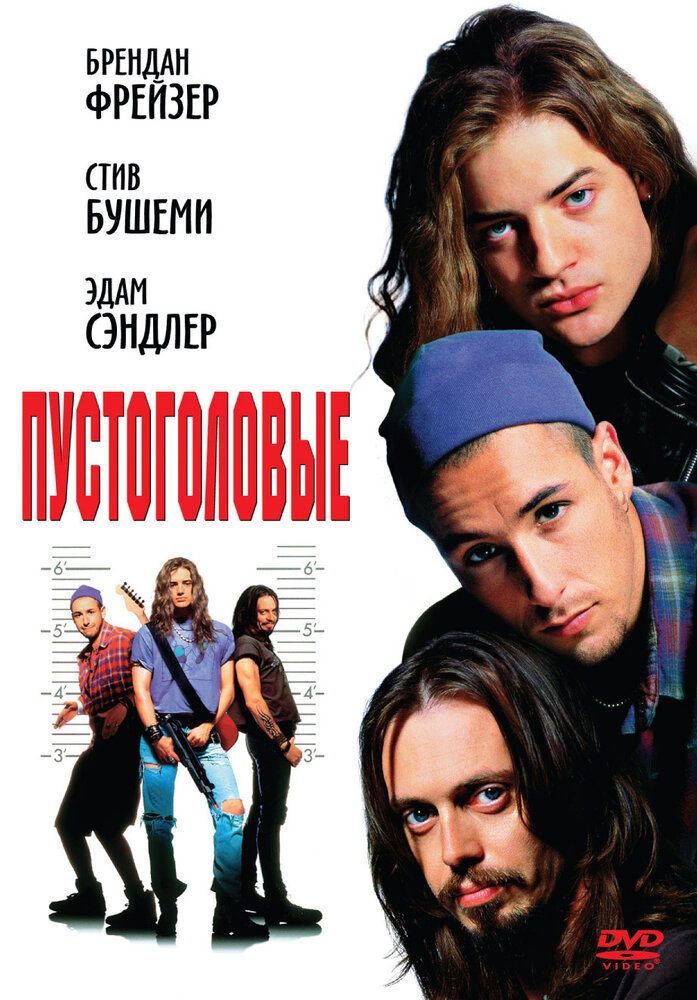 БРЕНДАН
ФРЕЙЗЕР
СТИВ
БУШЕМИ
ЭДАМ
СЭНДЛЕР
ПУСТОГОЛОВЫЕ
6' 6'
5' 5'
4' 4'
3' 3'
DVD
VIDEO